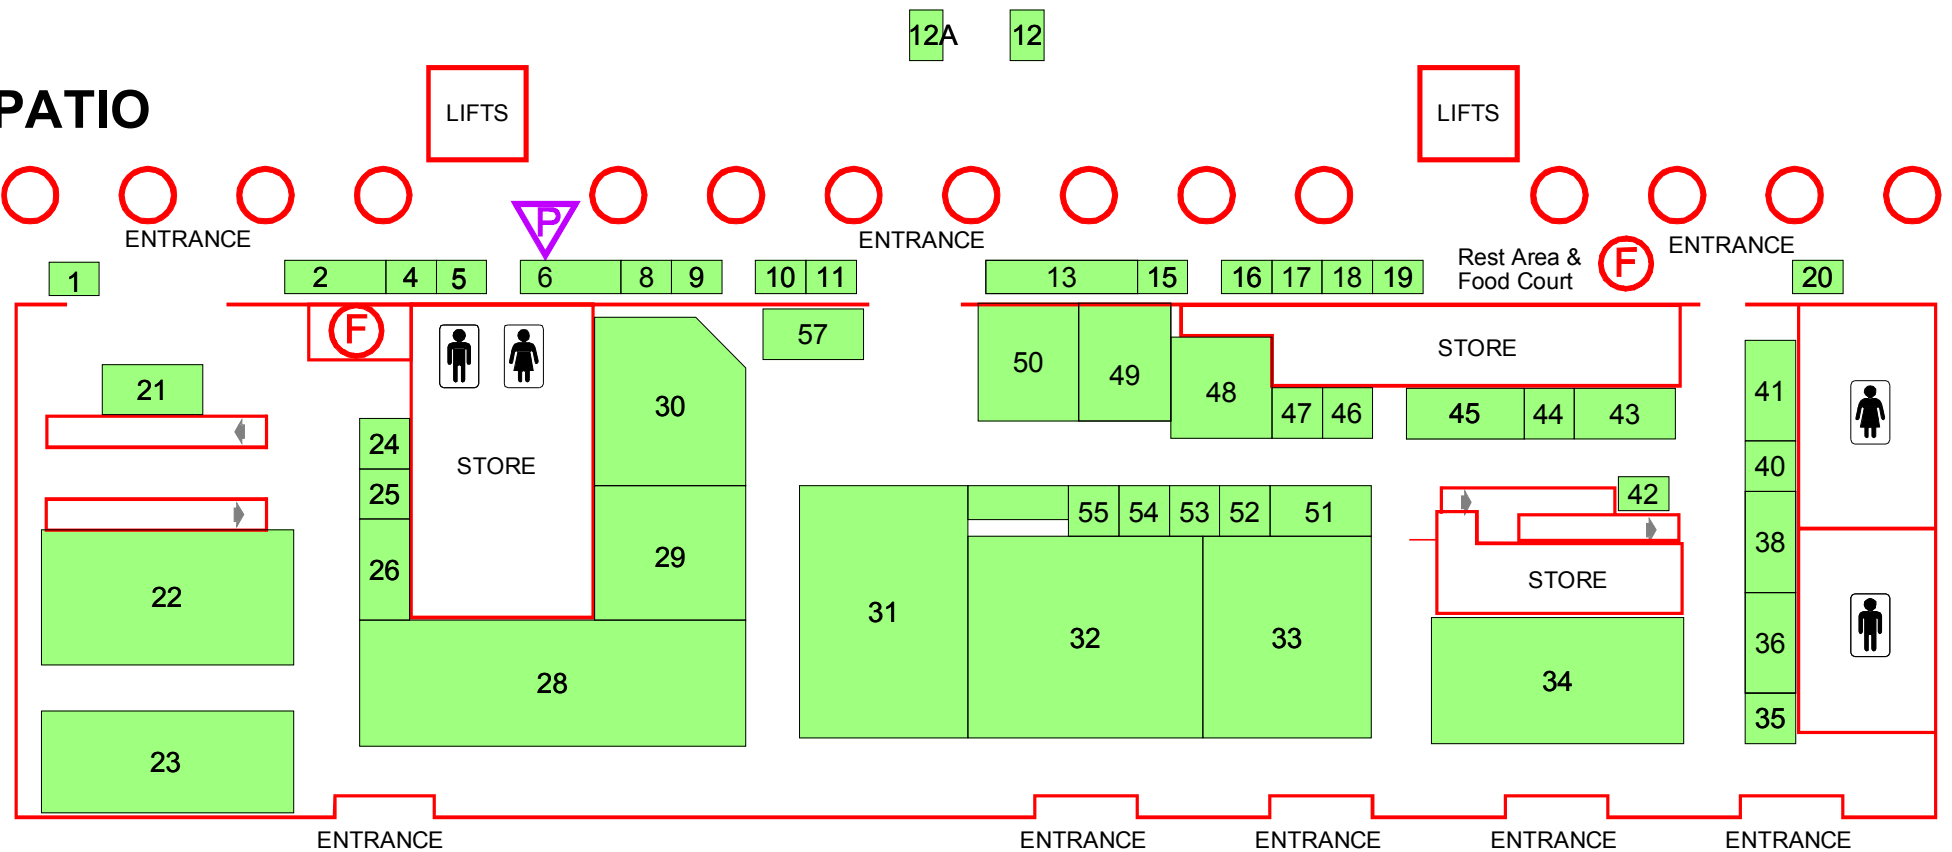 12A 12
PATIO
LIFTS LIFTS
P
ENTRANCE ENTRANCE ENTRANCE
Rest Area &
Food Court
F
1 2 4 5 6 8 9 10 11 13 15 16 17 18 19 20
F
57
STORE
50 49 48
47 46 45 44 43
41
21
30
24
STORE
25
26
29
40
42
55 54 53 52 51
38
22
31 32 33
STORE
36
28
34
35
23
ENTRANCE ENTRANCE ENTRANCE ENTRANCE ENTRANCE